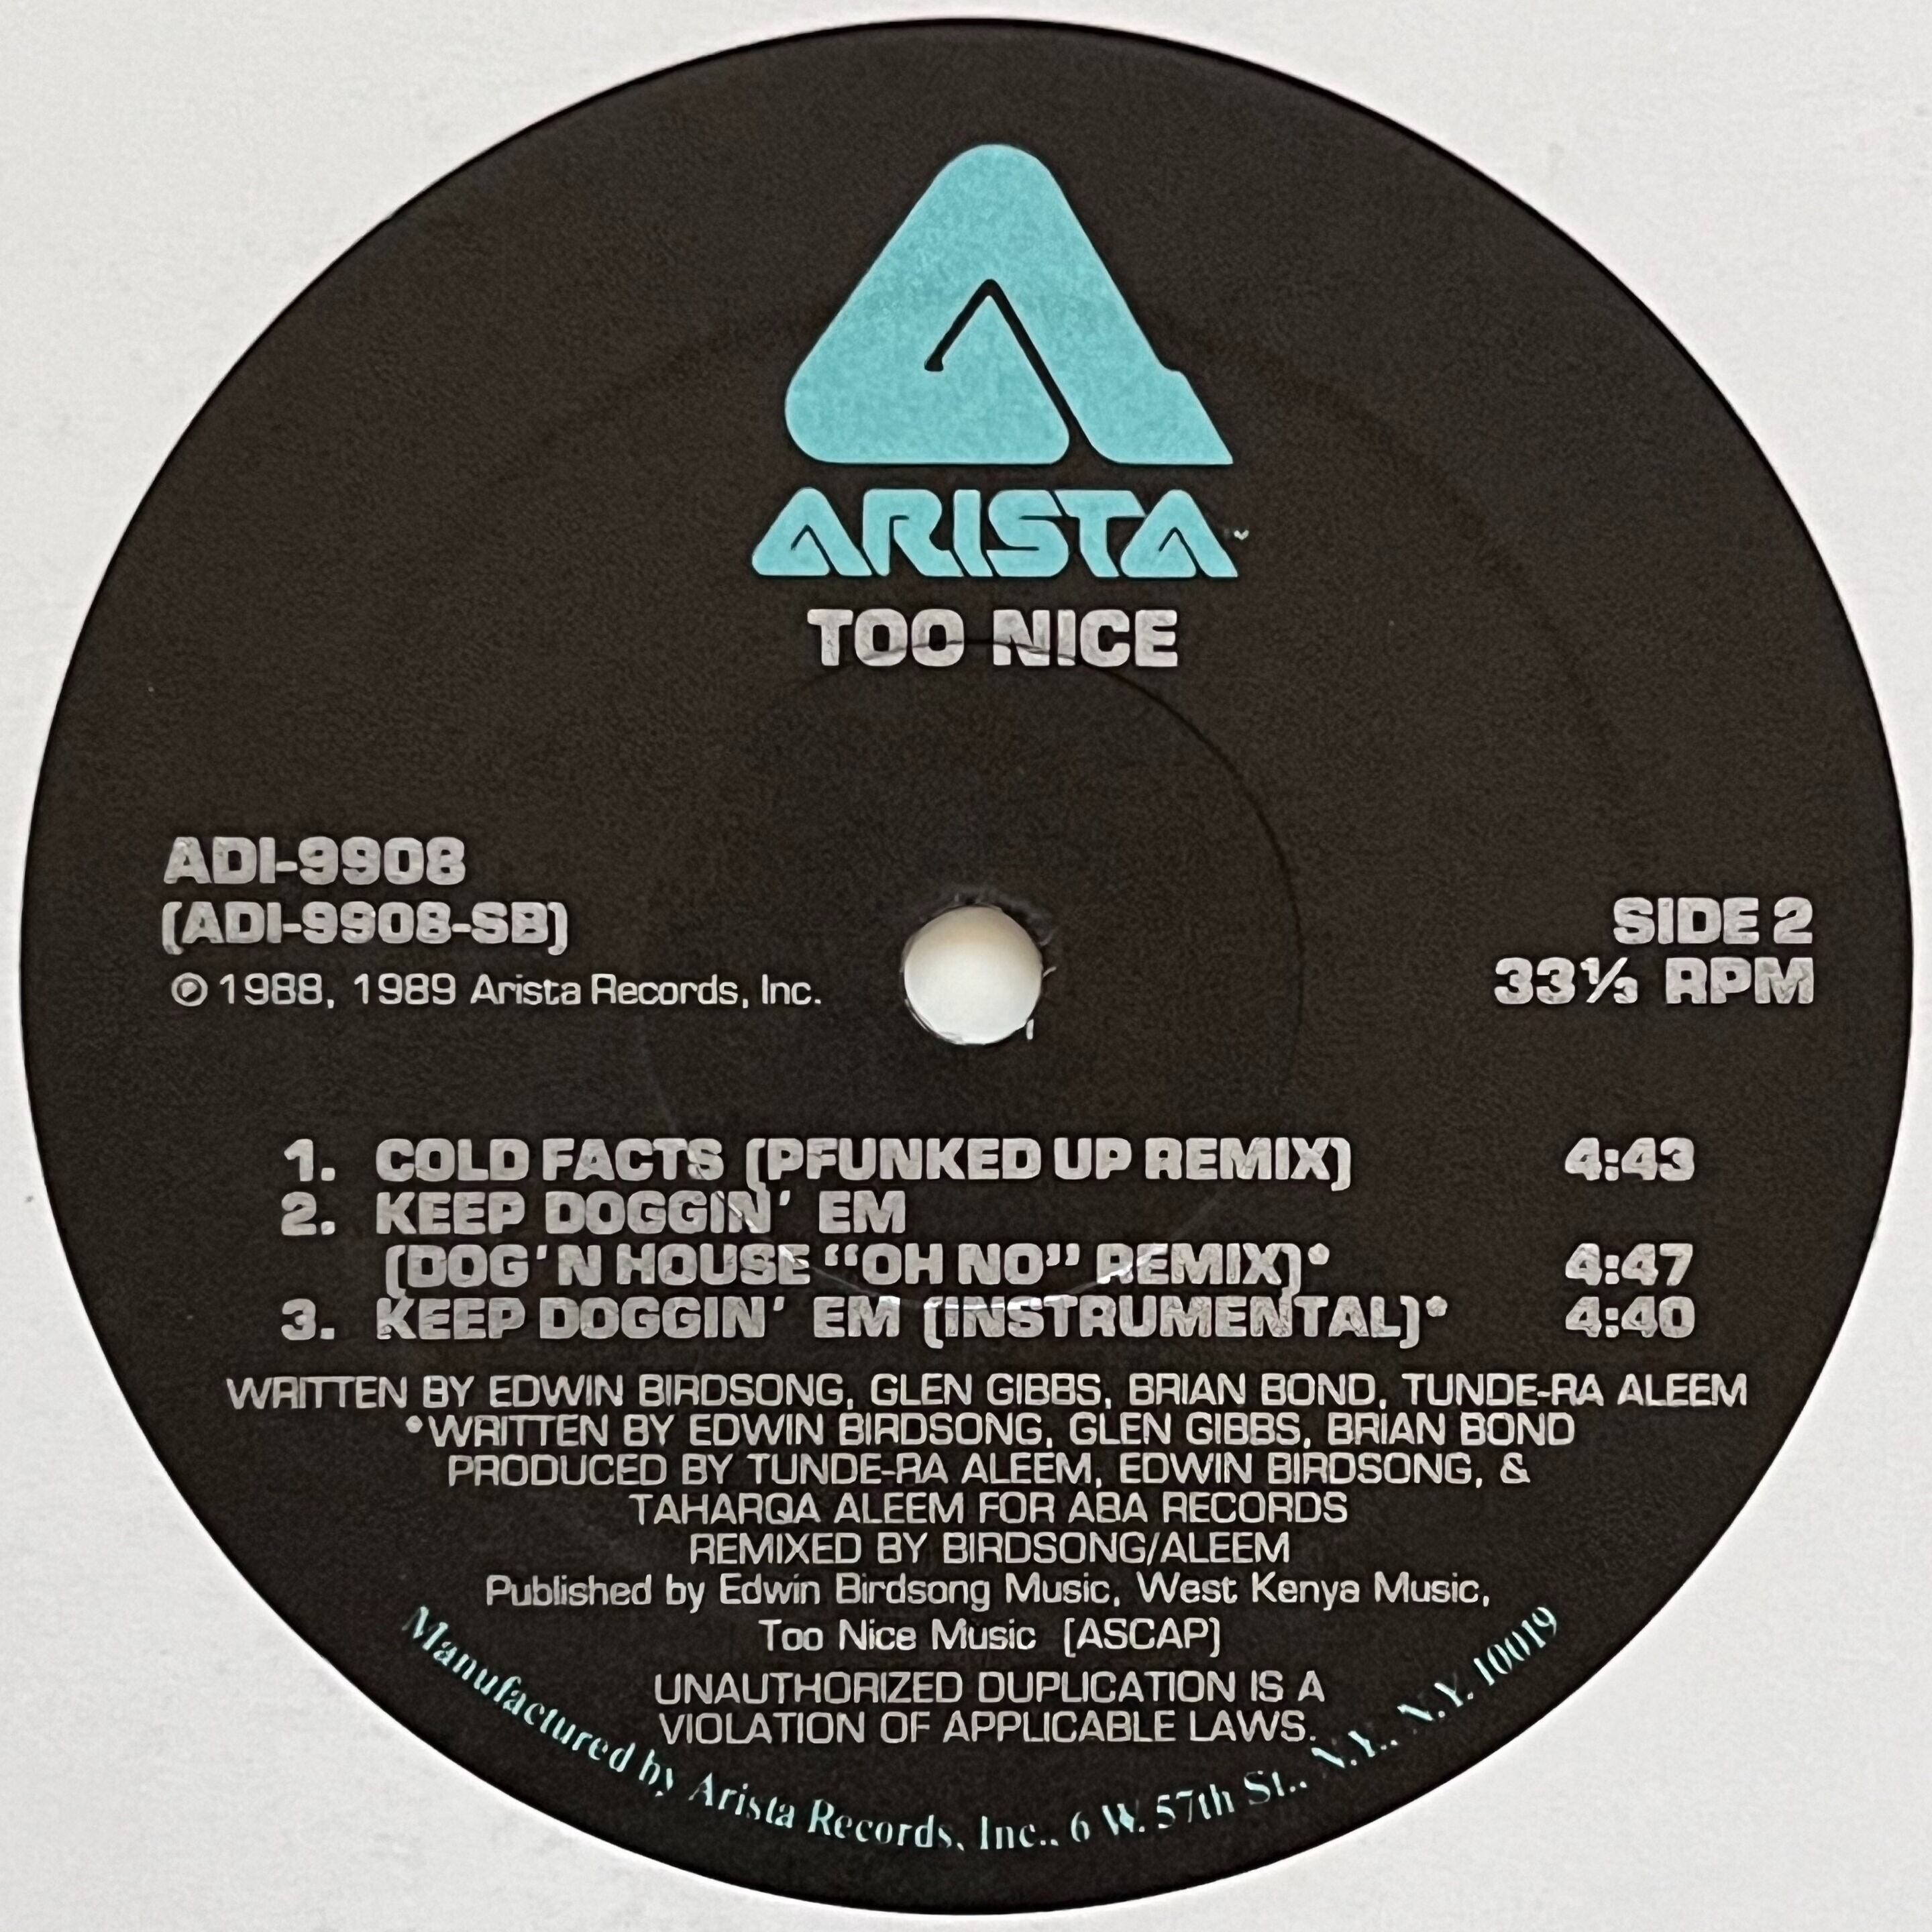 ARISTA
TOO NICE
ADI-9908
(ADI-9908-SB)
℗ 1988, 1989 Arista Records, Inc.
SIDE 2
33⅓ RPM
1. COLD FACTS (PFUNKED UP REMIX) 4:43
2. KEEP DOGGIN' EM
(DOG'N HOUSE "OH NO" REMIX)* 4:47
3. KEEP DOGGIN' EM (INSTRUMENTAL)* 4:40
WRITTEN BY EDWIN BIRDSONG, GLEN GIBBS, BRIAN BOND, TUNDE-RA ALEEM
*WRITTEN BY EDWIN BIRDSONG, GLEN GIBBS, BRIAN BOND
PRODUCED BY TUNDE-RA ALEEM, EDWIN BIRDSONG, &
TAHARQA ALEEM FOR ABA RECORDS
REMIXED BY BIRDSONG/ALEEM
Published by Edwin Birdsong Music, West Kenya Music,
Too Nice Music (ASCAP)
UNAUTHORIZED DUPLICATION IS A
VIOLATION OF APPLICABLE LAWS.
Manufactured by Arista Records, Inc., 6 W. 57th St., N.Y., N.Y. 10019